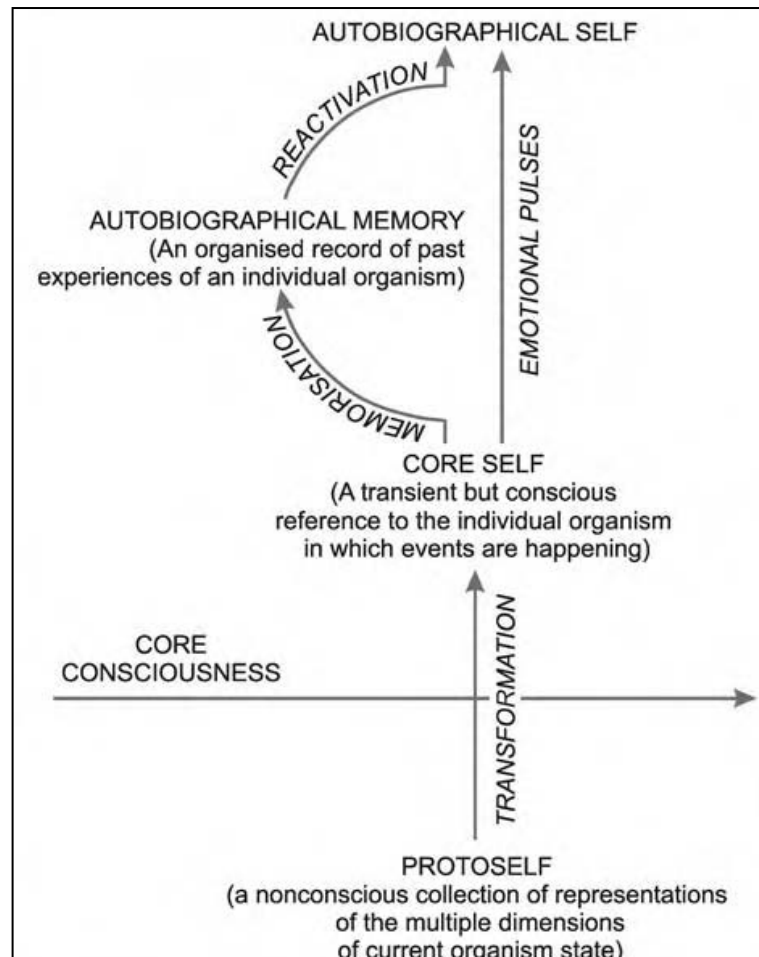 AUTOBIOGRAPHICAL SELF
REACTIVATION
EMOTIONAL PULSES
AUTOBIOGRAPHICAL MEMORY
(An organised record of past
experiences of an individual organism)
MEMORISATION
CORE SELF
(A transient but conscious
reference to the individual organism
in which events are happening)
CORE
CONSCIOUSNESS
TRANSFORMATION
PROTOSELF
(a nonconscious collection of representations
of the multiple dimensions
of current organism state)